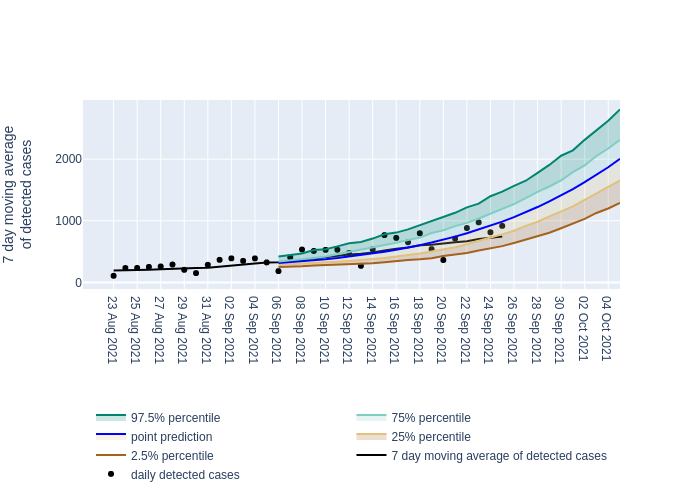 7 day moving average
of detected cases
2000
1000
0
23 Aug 2021
25 Aug 2021
27 Aug 2021
29 Aug 2021
31 Aug 2021
02 Sep 2021
04 Sep 2021
06 Sep 2021
08 Sep 2021
10 Sep 2021
12 Sep 2021
14 Sep 2021
16 Sep 2021
18 Sep 2021
20 Sep 2021
22 Sep 2021
24 Sep 2021
26 Sep 2021
28 Sep 2021
30 Sep 2021
02 Oct 2021
04 Oct 2021
97.5% percentile
75% percentile
point prediction
25% percentile
2.5% percentile
7 day moving average of detected cases
daily detected cases